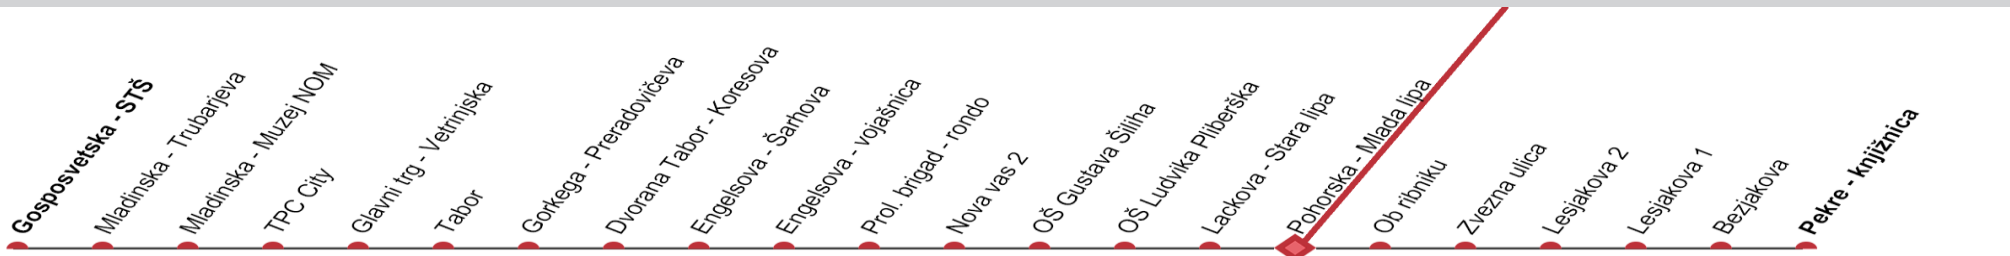 Gosposvetska - STŠ
Mladinska - Trubarjeva
Mladinska - Muzej NOM
TPC City
Glavni trg - Vetrinjska
Tabor
Gorkega - Preradovičeva
Dvorana Tabor - Koresova
Engelsova - Šarhova
Engelsova - vojašnica
Prol. brigad - rondo
Nova vas 2
OŠ Gustava Šiliha
OŠ Ludvika Pliberška
Lackova - Stara lipa
Pohorska - Mlada lipa
Ob ribniku
Zvezna ulica
Lesjakova 2
Lesjakova 1
Bezjakova
Pekre - knjižnica